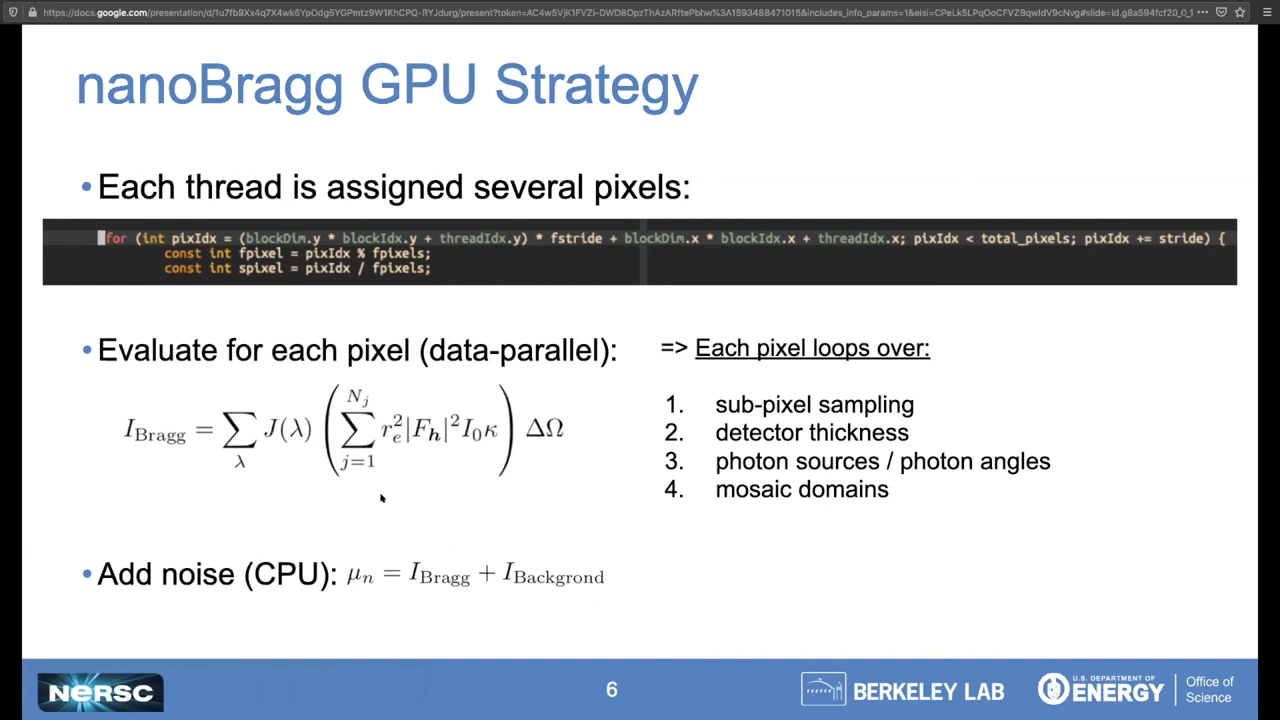 nanoBragg GPU Strategy
•Each thread is assigned several pixels:
for (int pixIdx = (blockDim.y * blockIdx.y + threadIdx.y) * fstride + blockDim.x * blockIdx.x + threadIdx.x; pixIdx < total_pixels; pixIdx += stride) {
const int fpixel = pixIdx % fpixels;
const int spixel = pixIdx / fpixels;
•Evaluate for each pixel (data-parallel):
I_Bragg = ∑_λ J(λ) (∑_{j=1}^{N_j} r_e^2|F_h|^2 I_0 κ) ΔΩ
=> Each pixel loops over:
1. sub-pixel sampling
2. detector thickness
3. photon sources / photon angles
4. mosaic domains
•Add noise (CPU): μ_n = I_Bragg + I_Backgrond
NERSC
6
BERKELEY LAB
U.S. DEPARTMENT OF
ENERGY
Office of
Science